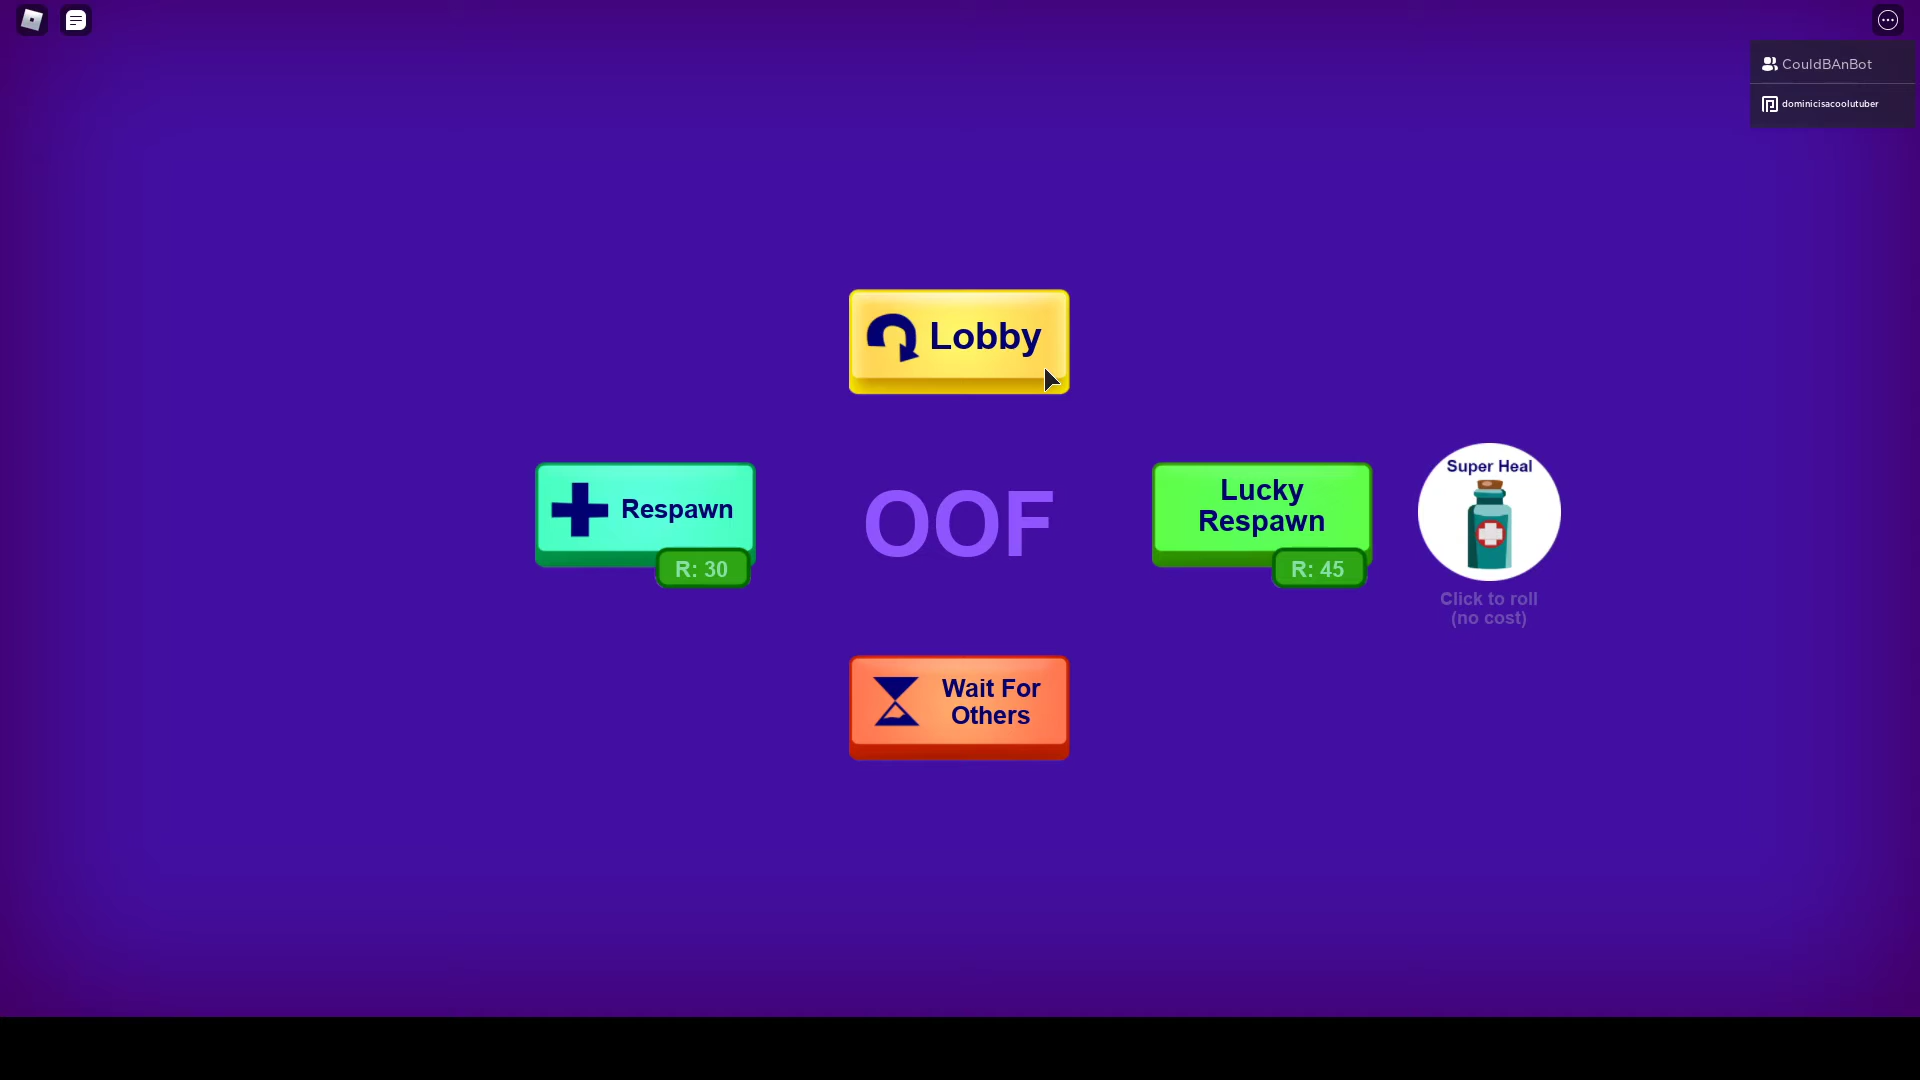 CouldBAnBot
dominicisacoolutuber
Lobby
Respawn
R: 30
OOF
Lucky
Respawn
R: 45
Super Heal
Click to roll
(no cost)
Wait For
Others